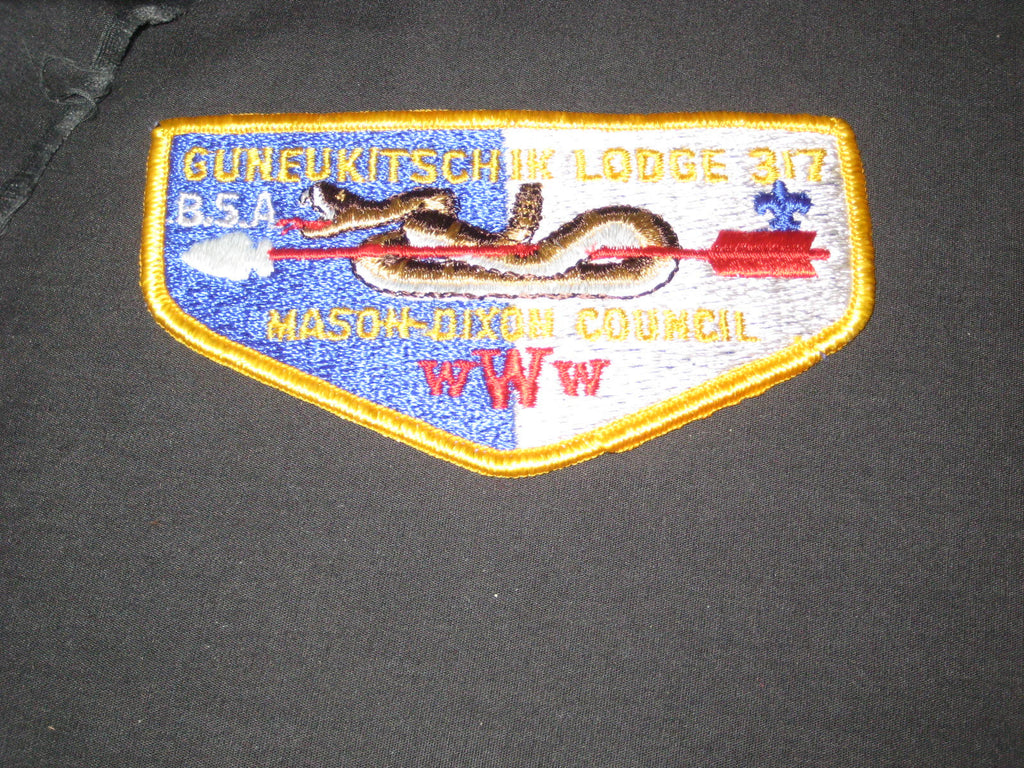 GUNEUKITSCHIK LODGE 317
B.S.A
MASON-DIXON COUNCIL
WWW